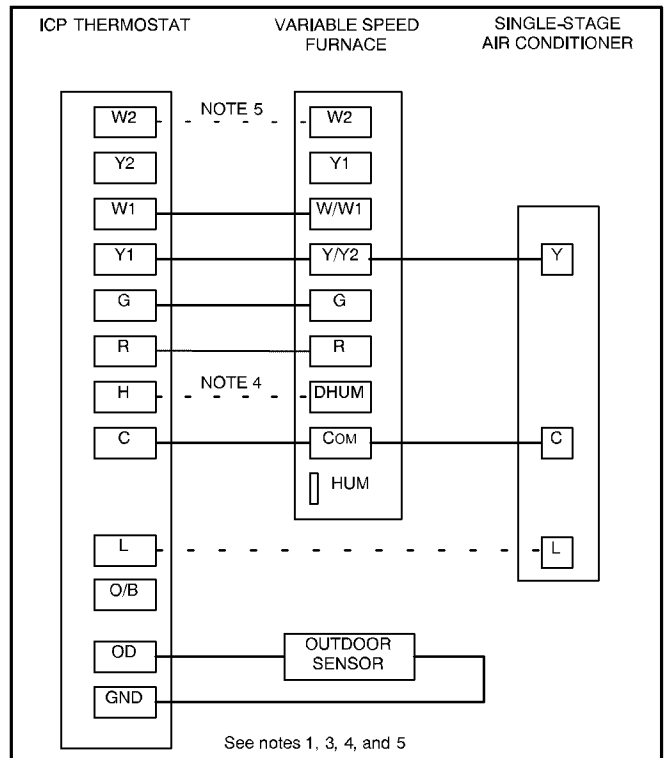 ICP THERMOSTAT
VARIABLE SPEED
FURNACE
SINGLE-STAGE
AIR CONDITIONER
W2
NOTE 5
W2
Y2
Y1
W1
W/W1
Y1
Y/Y2
Y
G
G
R
R
H
NOTE 4
DHUM
C
COM
C
HUM
L
L
O/B
OD
OUTDOOR
SENSOR
GND
See notes 1, 3, 4, and 5